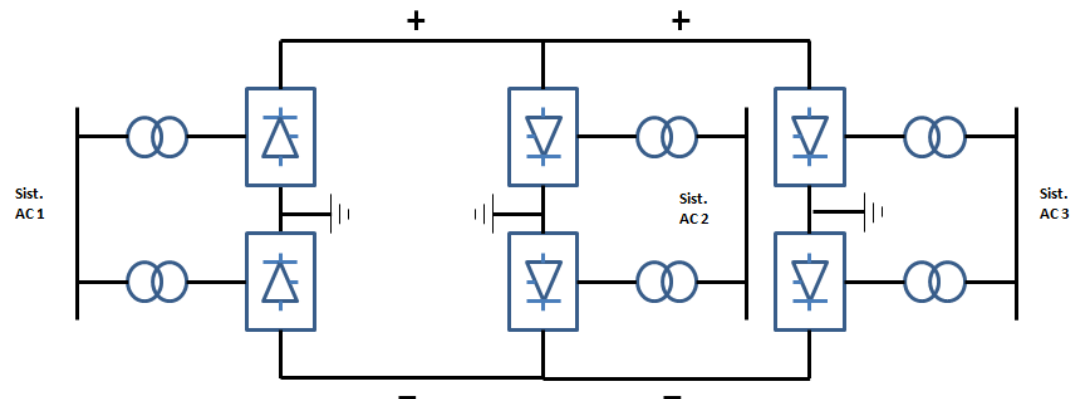 +
+
Sist.
AC 1
Sist.
AC 2
Sist.
AC 3
−
−